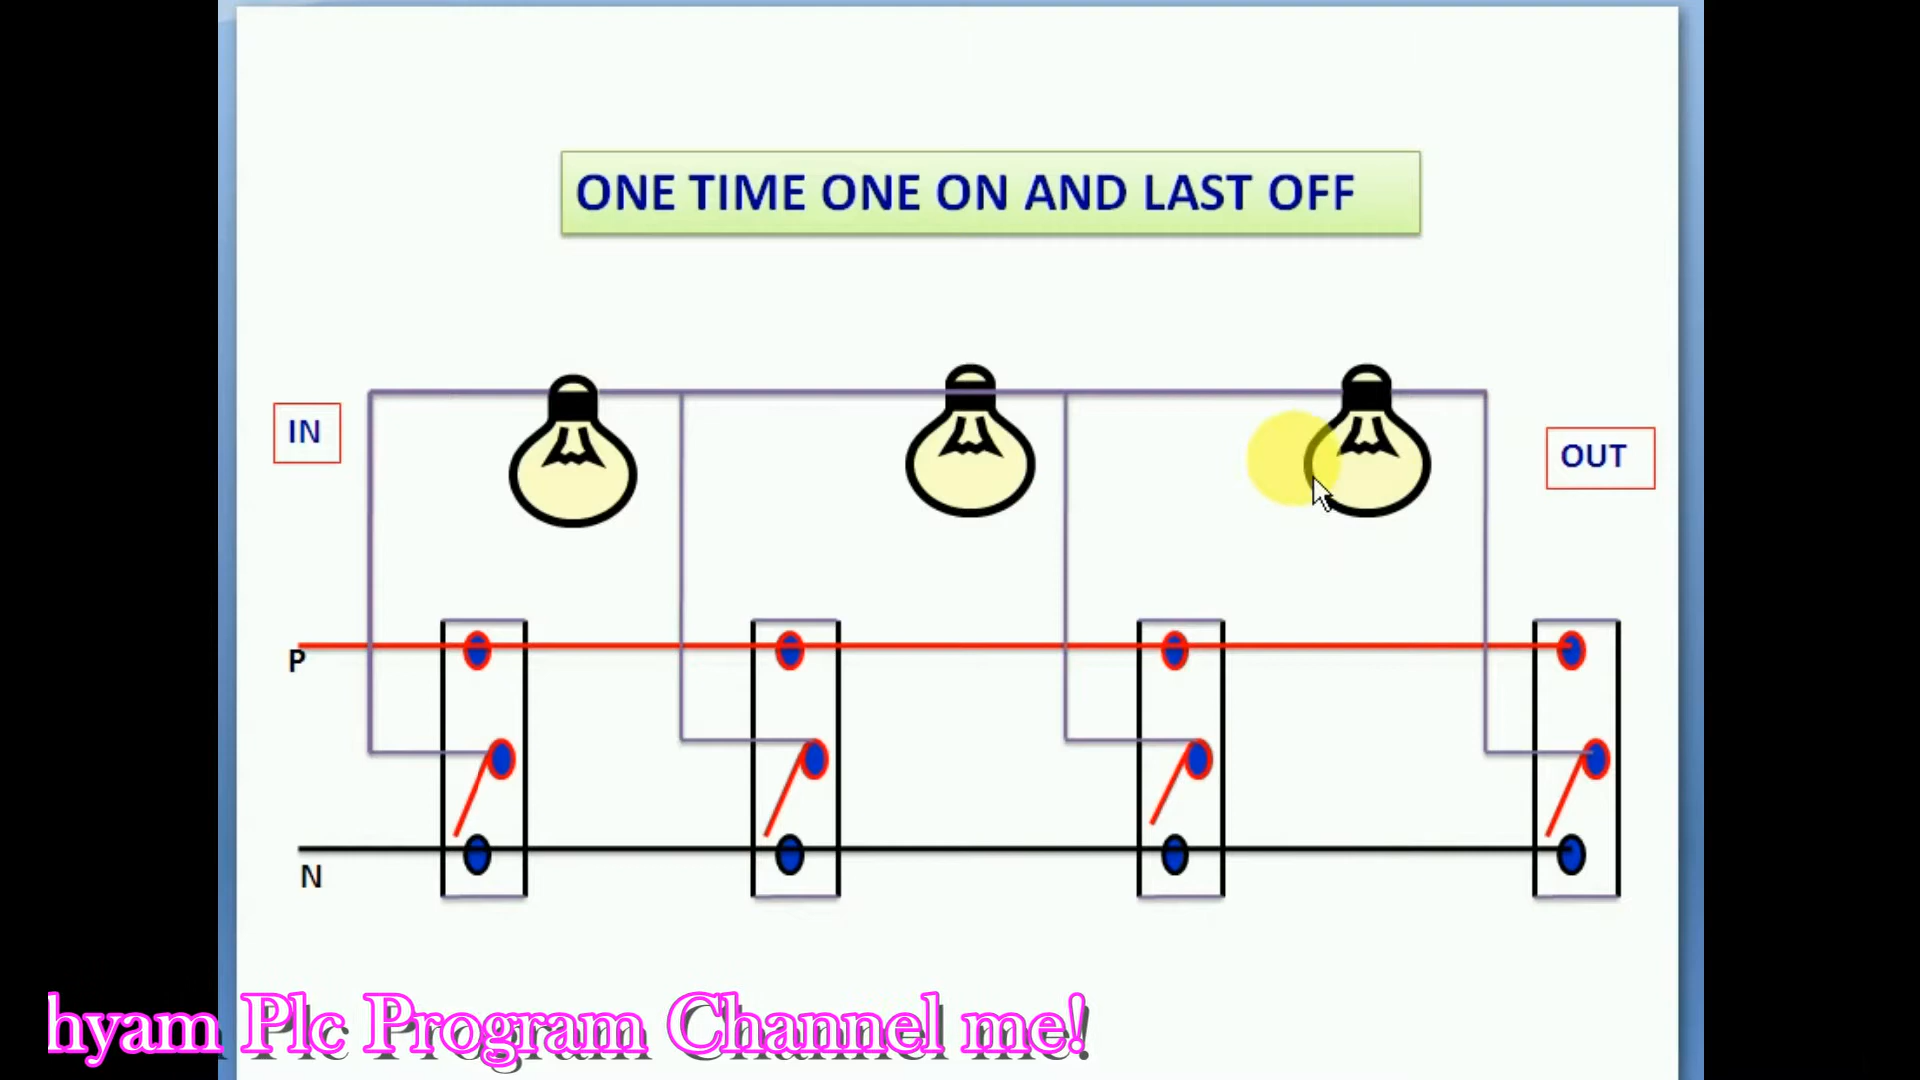 ONE TIME ONE ON AND LAST OFF
IN
OUT
P
N
hyam Plc Program Channel me!